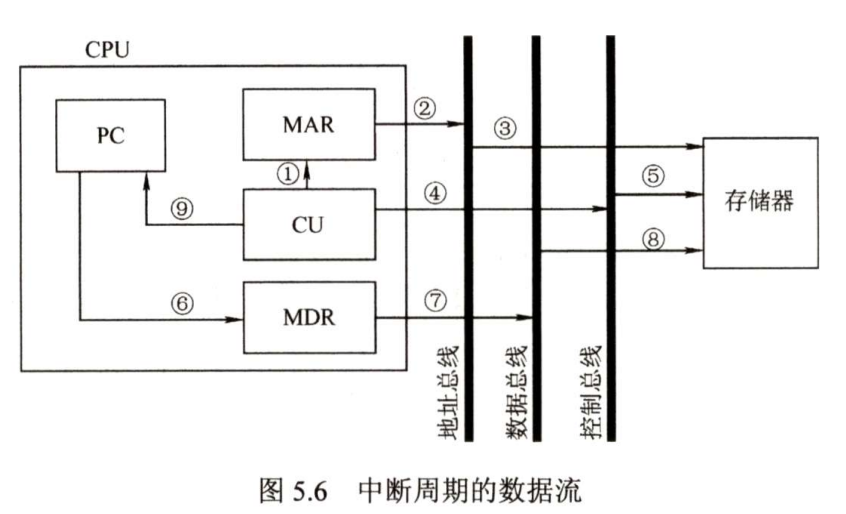 CPU
PC
MAR
②
③
①
④
⑤
存储器
⑨
CU
⑧
⑥
MDR
⑦
地址总线
数据总线
控制总线
图 5.6 中断周期的数据流